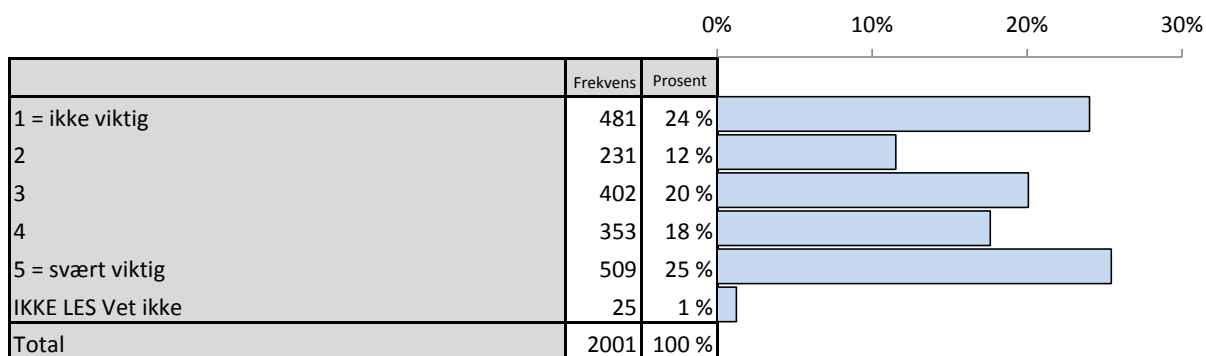 0% 10% 20% 30%
Frekvens Prosent
1 = ikke viktig 481 24 %
2 231 12 %
3 402 20 %
4 353 18 %
5 = svært viktig 509 25 %
IKKE LES Vet ikke 25 1 %
Total 2001 100 %